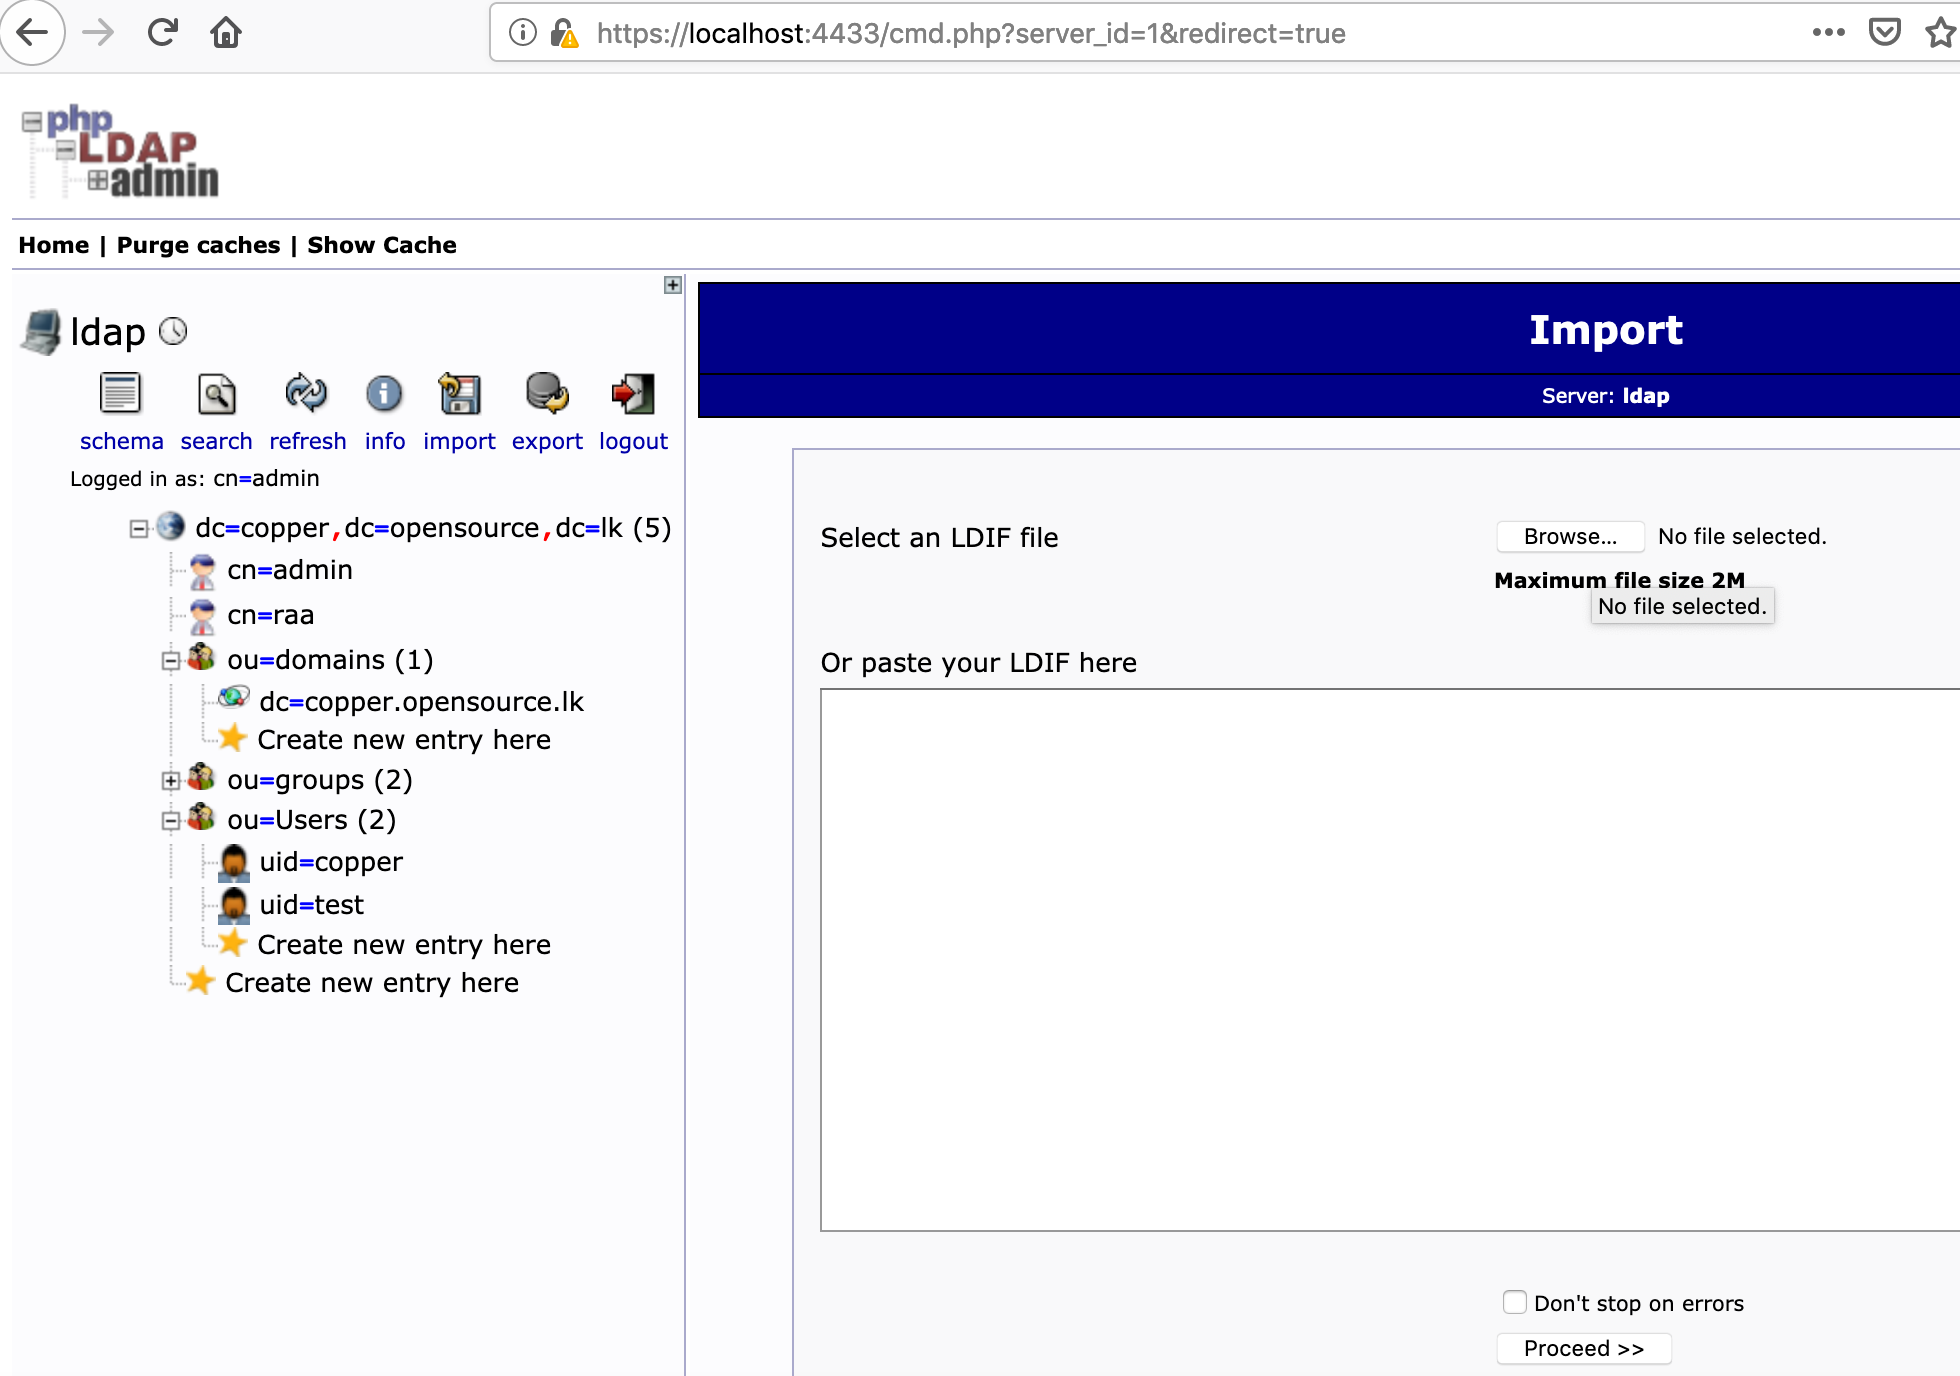 https://localhost:4433/cmd.php?server_id=1&redirect=true
php
LDAP
admin
Home | Purge caches | Show Cache
ldap
schema search refresh info import export logout
Logged in as: cn=admin
dc=copper,dc=opensource,dc=lk (5)
cn=admin
cn=raa
ou=domains (1)
dc=copper.opensource.lk
Create new entry here
ou=groups (2)
ou=Users (2)
uid=copper
uid=test
Create new entry here
Create new entry here
Import
Server: ldap
Select an LDIF file
Browse... No file selected.
Maximum file size 2M
No file selected.
Or paste your LDIF here
Don't stop on errors
Proceed >>